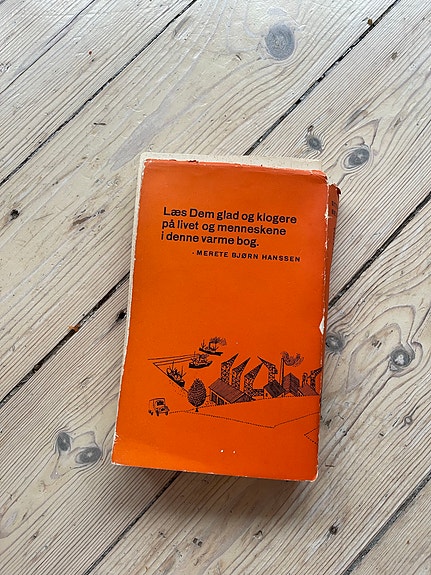 Læs Dem glad og klogere
på livet og menneskene
i denne varme bog.
- MERETE BJØRN HANSSEN